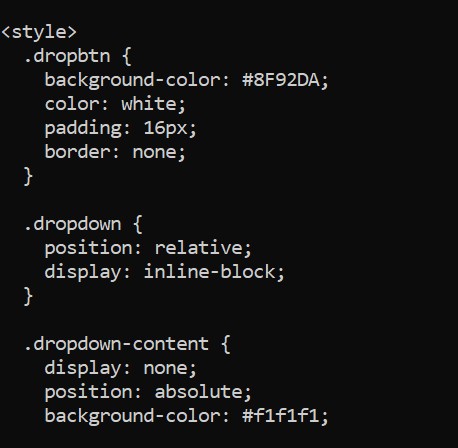 <style>
  .dropbtn {
    background-color: #8F92DA;
    color: white;
    padding: 16px;
    border: none;
  }

  .dropdown {
    position: relative;
    display: inline-block;
  }

  .dropdown-content {
    display: none;
    position: absolute;
    background-color: #f1f1f1;